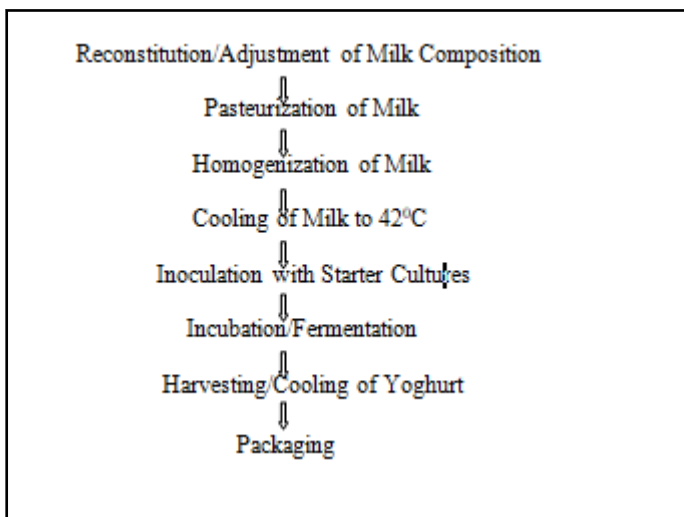 Reconstitution/Adjustment of Milk Composition
Pasteurization of Milk
Homogenization of Milk
Cooling of Milk to 42⁰C
Inoculation with Starter Cultures
Incubation/Fermentation
Harvesting/Cooling of Yoghurt
Packaging